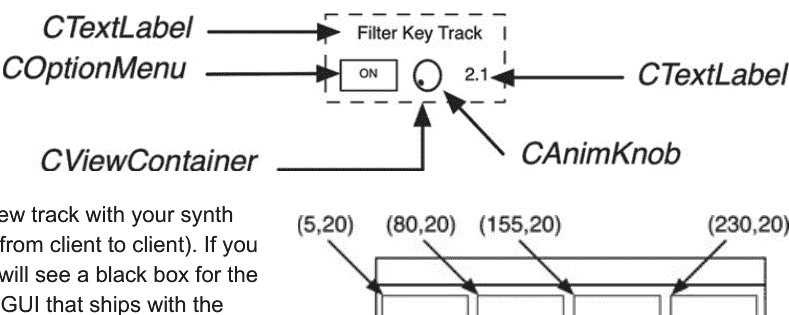 CTextLabel
Filter Key Track
COptionMenu
ON
2.1
CTextLabel
CViewContainer
CAnimKnob
ew track with your synth
from client to client). If you
will see a black box for the
GUI that ships with the
(5,20) (80,20) (155,20) (230,20)